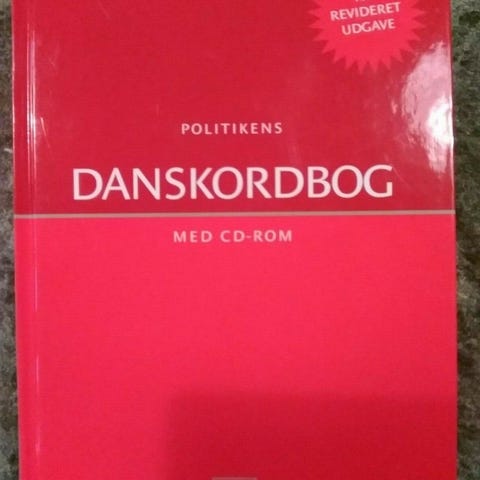 REVIDERET
UDGAVE
POLITIKENS
DANSKORDBOG
MED CD-ROM